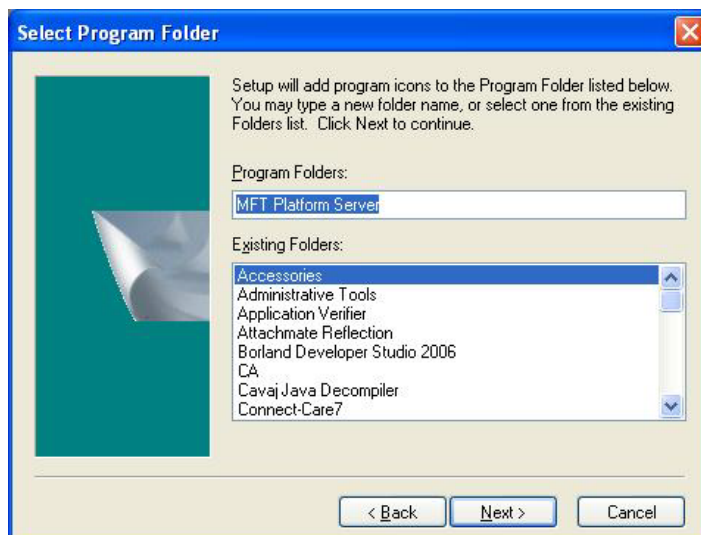 Select Program Folder
Setup will add program icons to the Program Folder listed below.
You may type a new folder name, or select one from the existing
Folders list. Click Next to continue.
Program Folders:
MFT Platform Server
Existing Folders:
Accessories
Administrative Tools
Application Verifier
Attachmate Reflection
Borland Developer Studio 2006
CA
Cavaj Java Decompiler
Connect-Care7
< Back
Next >
Cancel